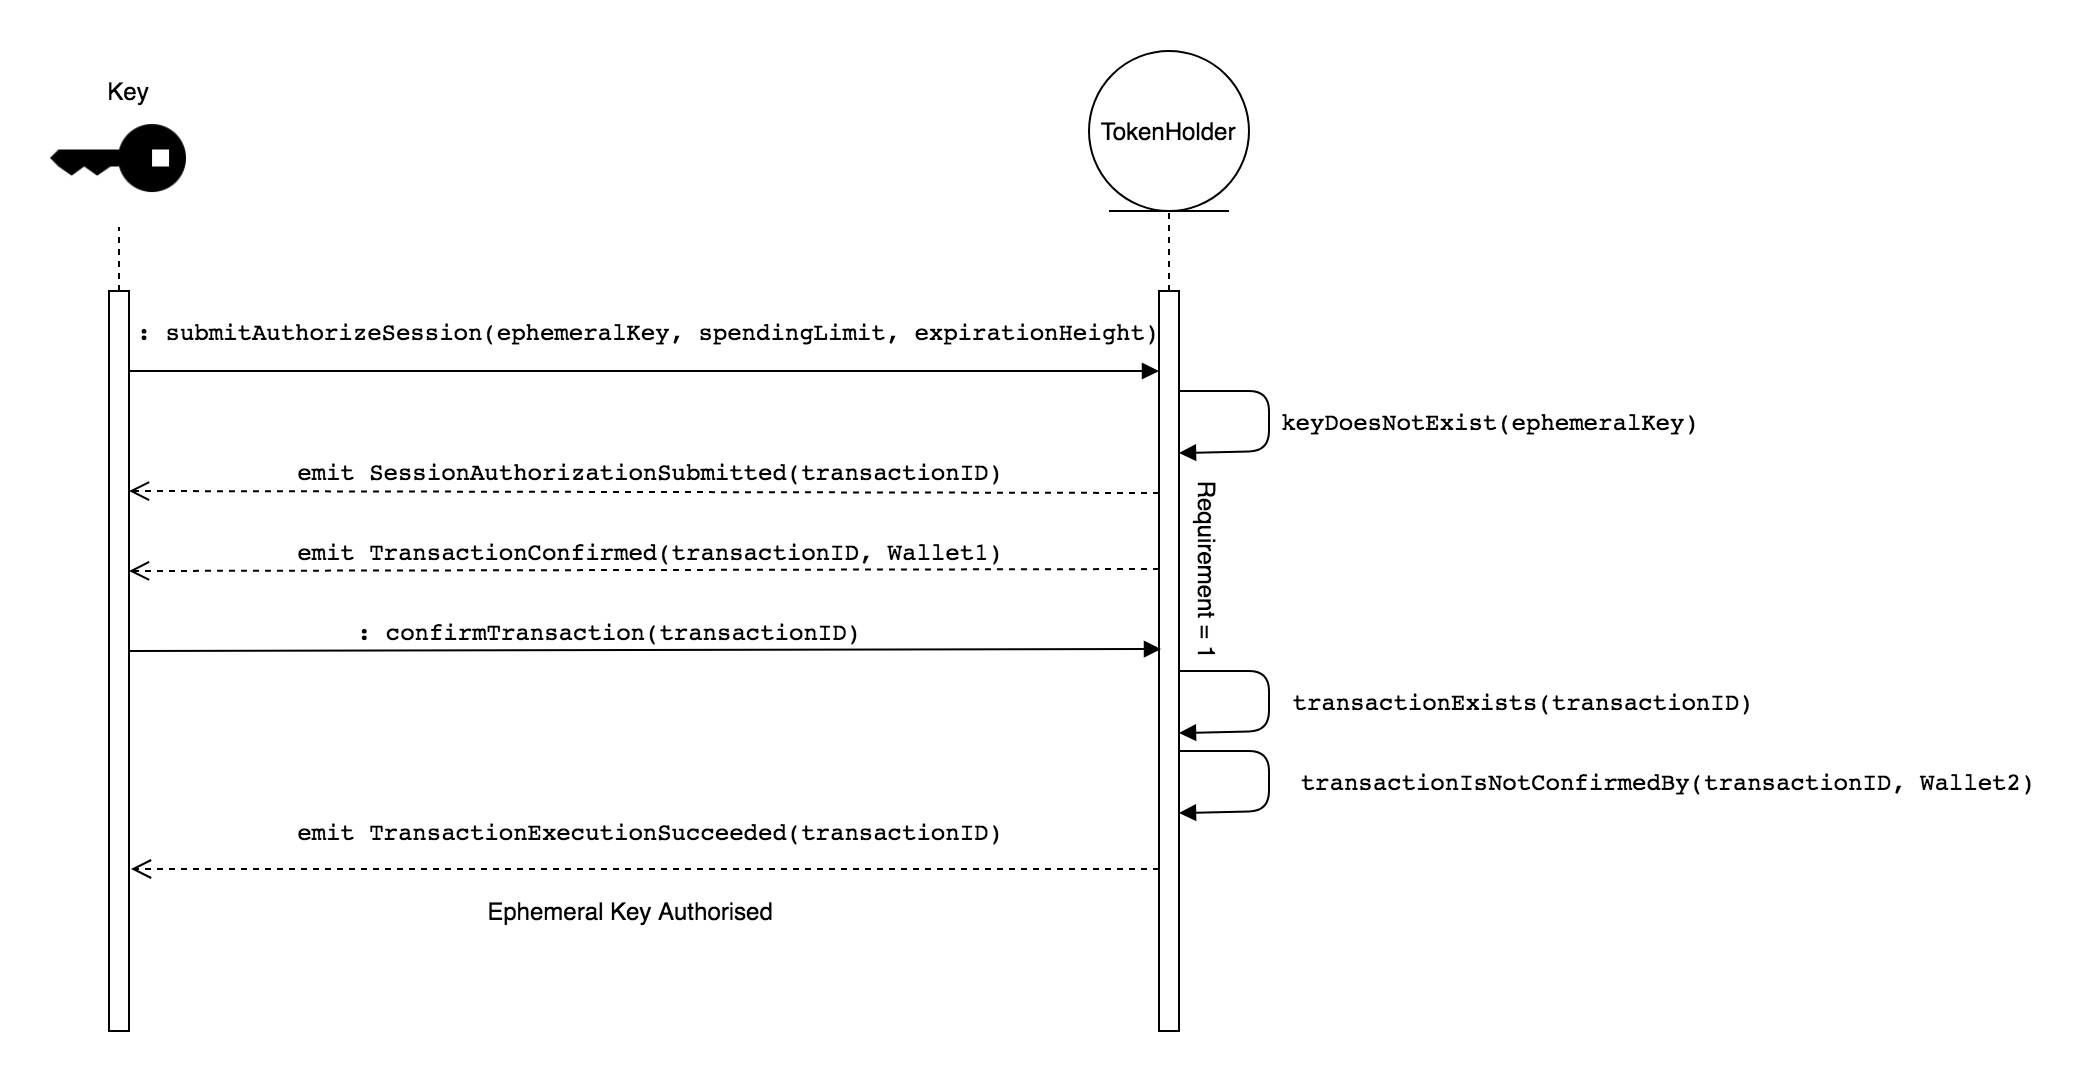 Key
TokenHolder
: submitAuthorizeSession(ephemeralKey, spendingLimit, expirationHeight)
keyDoesNotExist(ephemeralKey)
emit SessionAuthorizationSubmitted(transactionID)
Requirement = 1
emit TransactionConfirmed(transactionID, Wallet1)
: confirmTransaction(transactionID)
transactionExists(transactionID)
transactionIsNotConfirmedBy(transactionID, Wallet2)
emit TransactionExecutionSucceeded(transactionID)
Ephemeral Key Authorised